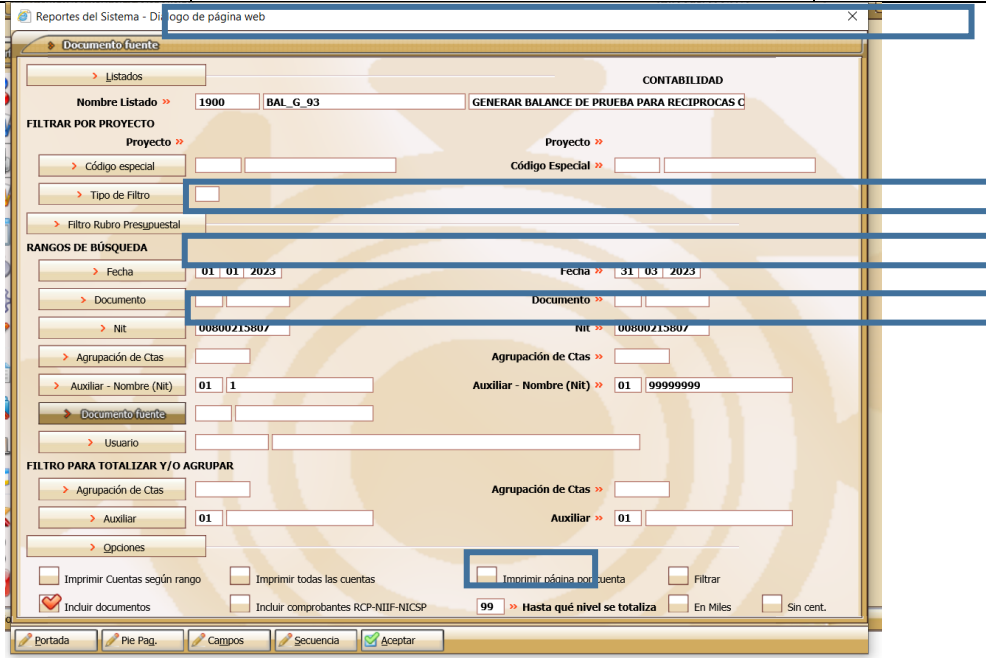 Reportes del Sistema - Diálogo de página web
Documento fuente
Listados
CONTABILIDAD
Nombre Listado » 1900 BAL_G_93 GENERAR BALANCE DE PRUEBA PARA RECIPROCAS C
FILTRAR POR PROYECTO
Proyecto » Proyecto »
Código especial Código Especial »
Tipo de Filtro
Filtro Rubro Presupuestal
RANGOS DE BÚSQUEDA
Fecha 01 01 2023 Fecha » 31 03 2023
Documento Documento »
Nit 00800215807 Nit » 00800215807
Agrupación de Ctas Agrupación de Ctas »
Auxiliar - Nombre (Nit) 01 1 Auxiliar - Nombre (Nit) » 01 99999999
Documento fuente
Usuario
FILTRO PARA TOTALIZAR Y/O AGRUPAR
Agrupación de Ctas Agrupación de Ctas »
Auxiliar 01 Auxiliar » 01
Opciones
Imprimir Cuentas según rango Imprimir todas las cuentas Imprimir página por cuenta Filtrar
Incluir documentos Incluir comprobantes RCP-NIIF-NICSP 99 » Hasta qué nivel se totaliza En Miles Sin cent.
Portada Pie Pag. Campos Secuencia Aceptar